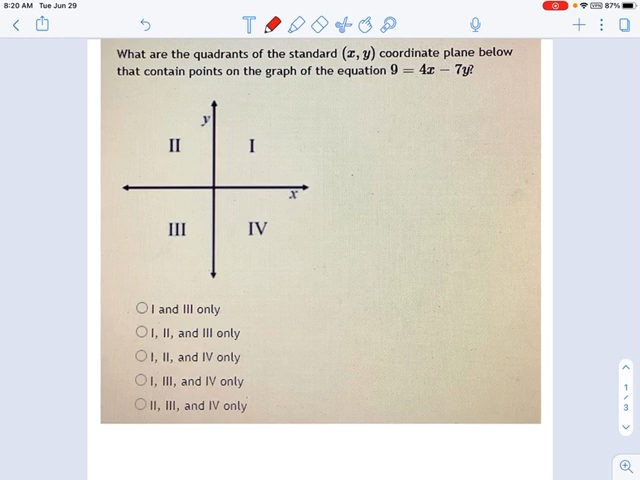 8:20 AM Tue Jun 29
VPN 87%
T
What are the quadrants of the standard (x, y) coordinate plane below
that contain points on the graph of the equation 9 = 4x − 7y?
y
II I
x
III IV
I and III only
I, II, and III only
I, II, and IV only
I, III, and IV only
II, III, and IV only
1
/
3